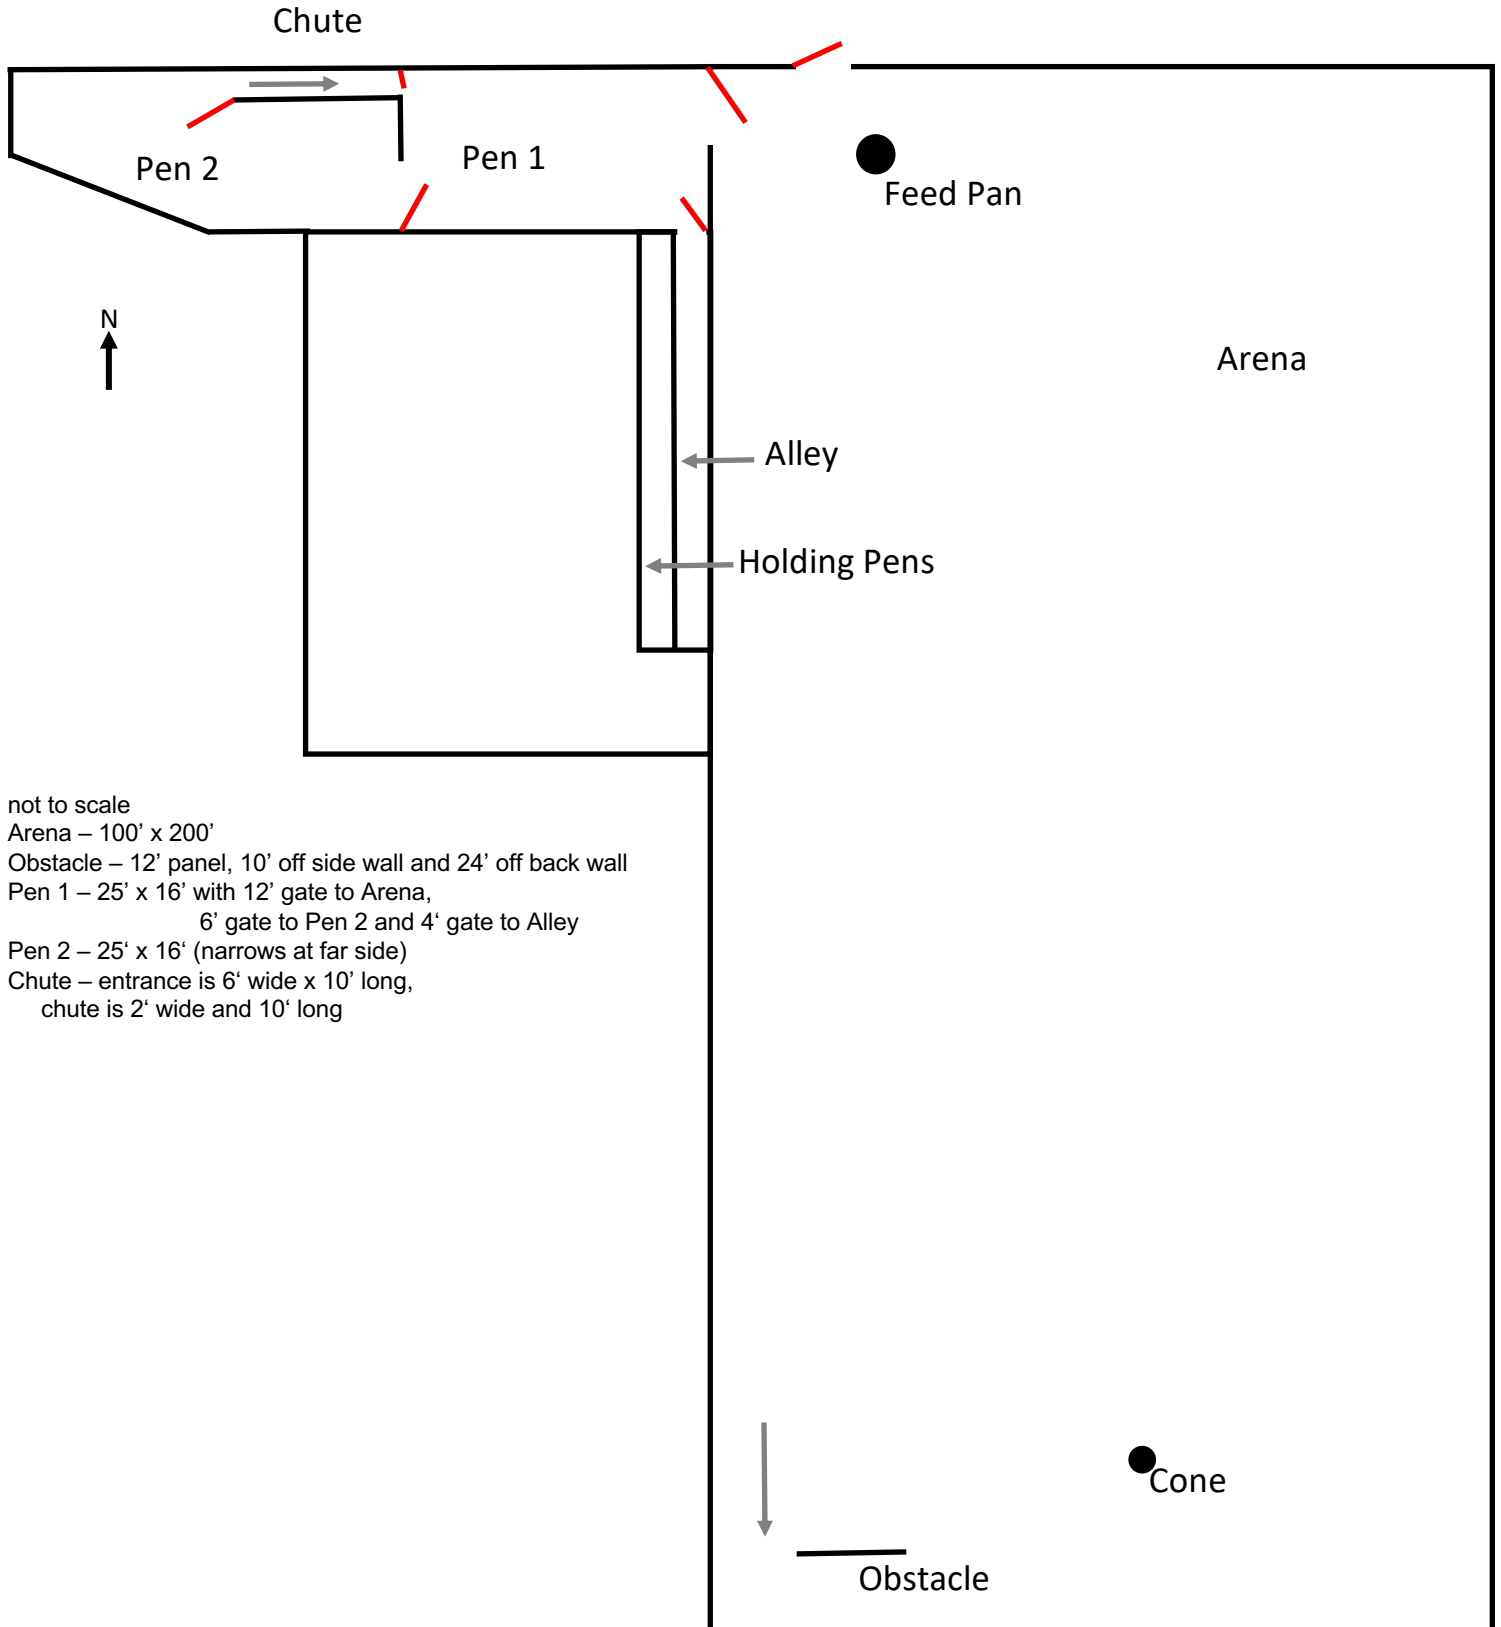 Chute
Pen 2
Pen 1
Feed Pan
N
Arena
Alley
Holding Pens
not to scale
Arena – 100’ x 200’
Obstacle – 12’ panel, 10’ off side wall and 24’ off back wall
Pen 1 – 25’ x 16’ with 12’ gate to Arena,
6’ gate to Pen 2 and 4‘ gate to Alley
Pen 2 – 25‘ x 16‘ (narrows at far side)
Chute – entrance is 6‘ wide x 10’ long,
chute is 2‘ wide and 10‘ long
Cone
Obstacle